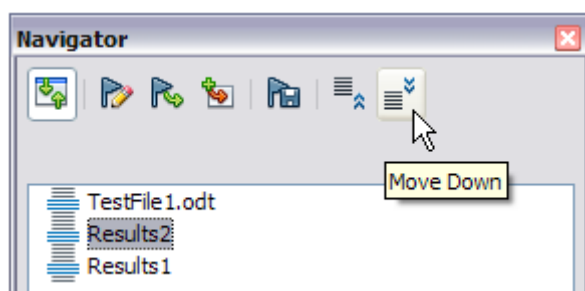 Navigator
Move Down
TestFile1.odt
Results2
Results1